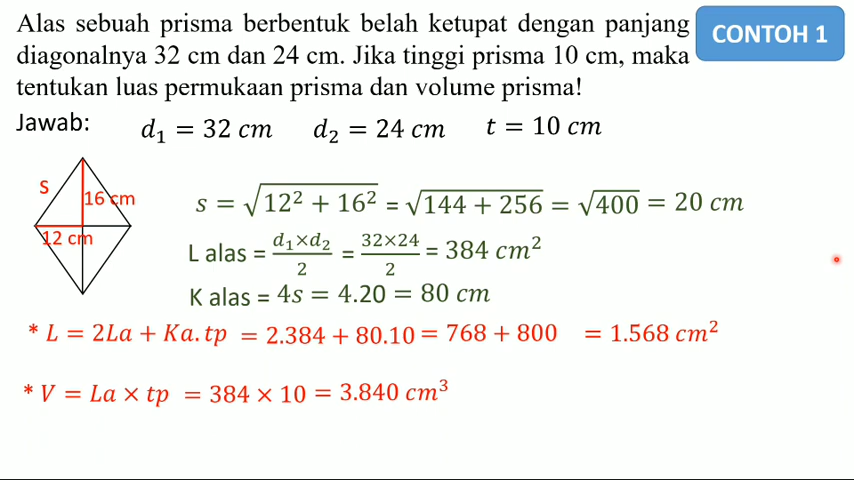 Alas sebuah prisma berbentuk belah ketupat dengan panjang
diagonalnya 32 cm dan 24 cm. Jika tinggi prisma 10 cm, maka
tentukan luas permukaan prisma dan volume prisma!
CONTOH 1
Jawab: d₁ = 32 cm d₂ = 24 cm t = 10 cm
s
16 cm
12 cm
s = √(12² + 16²) = √(144 + 256) = √400 = 20 cm
L alas = (d₁×d₂)/2 = (32×24)/2 = 384 cm²
K alas = 4s = 4.20 = 80 cm
* L = 2La + Ka.tp = 2.384 + 80.10 = 768 + 800 = 1.568 cm²
* V = La × tp = 384 × 10 = 3.840 cm³